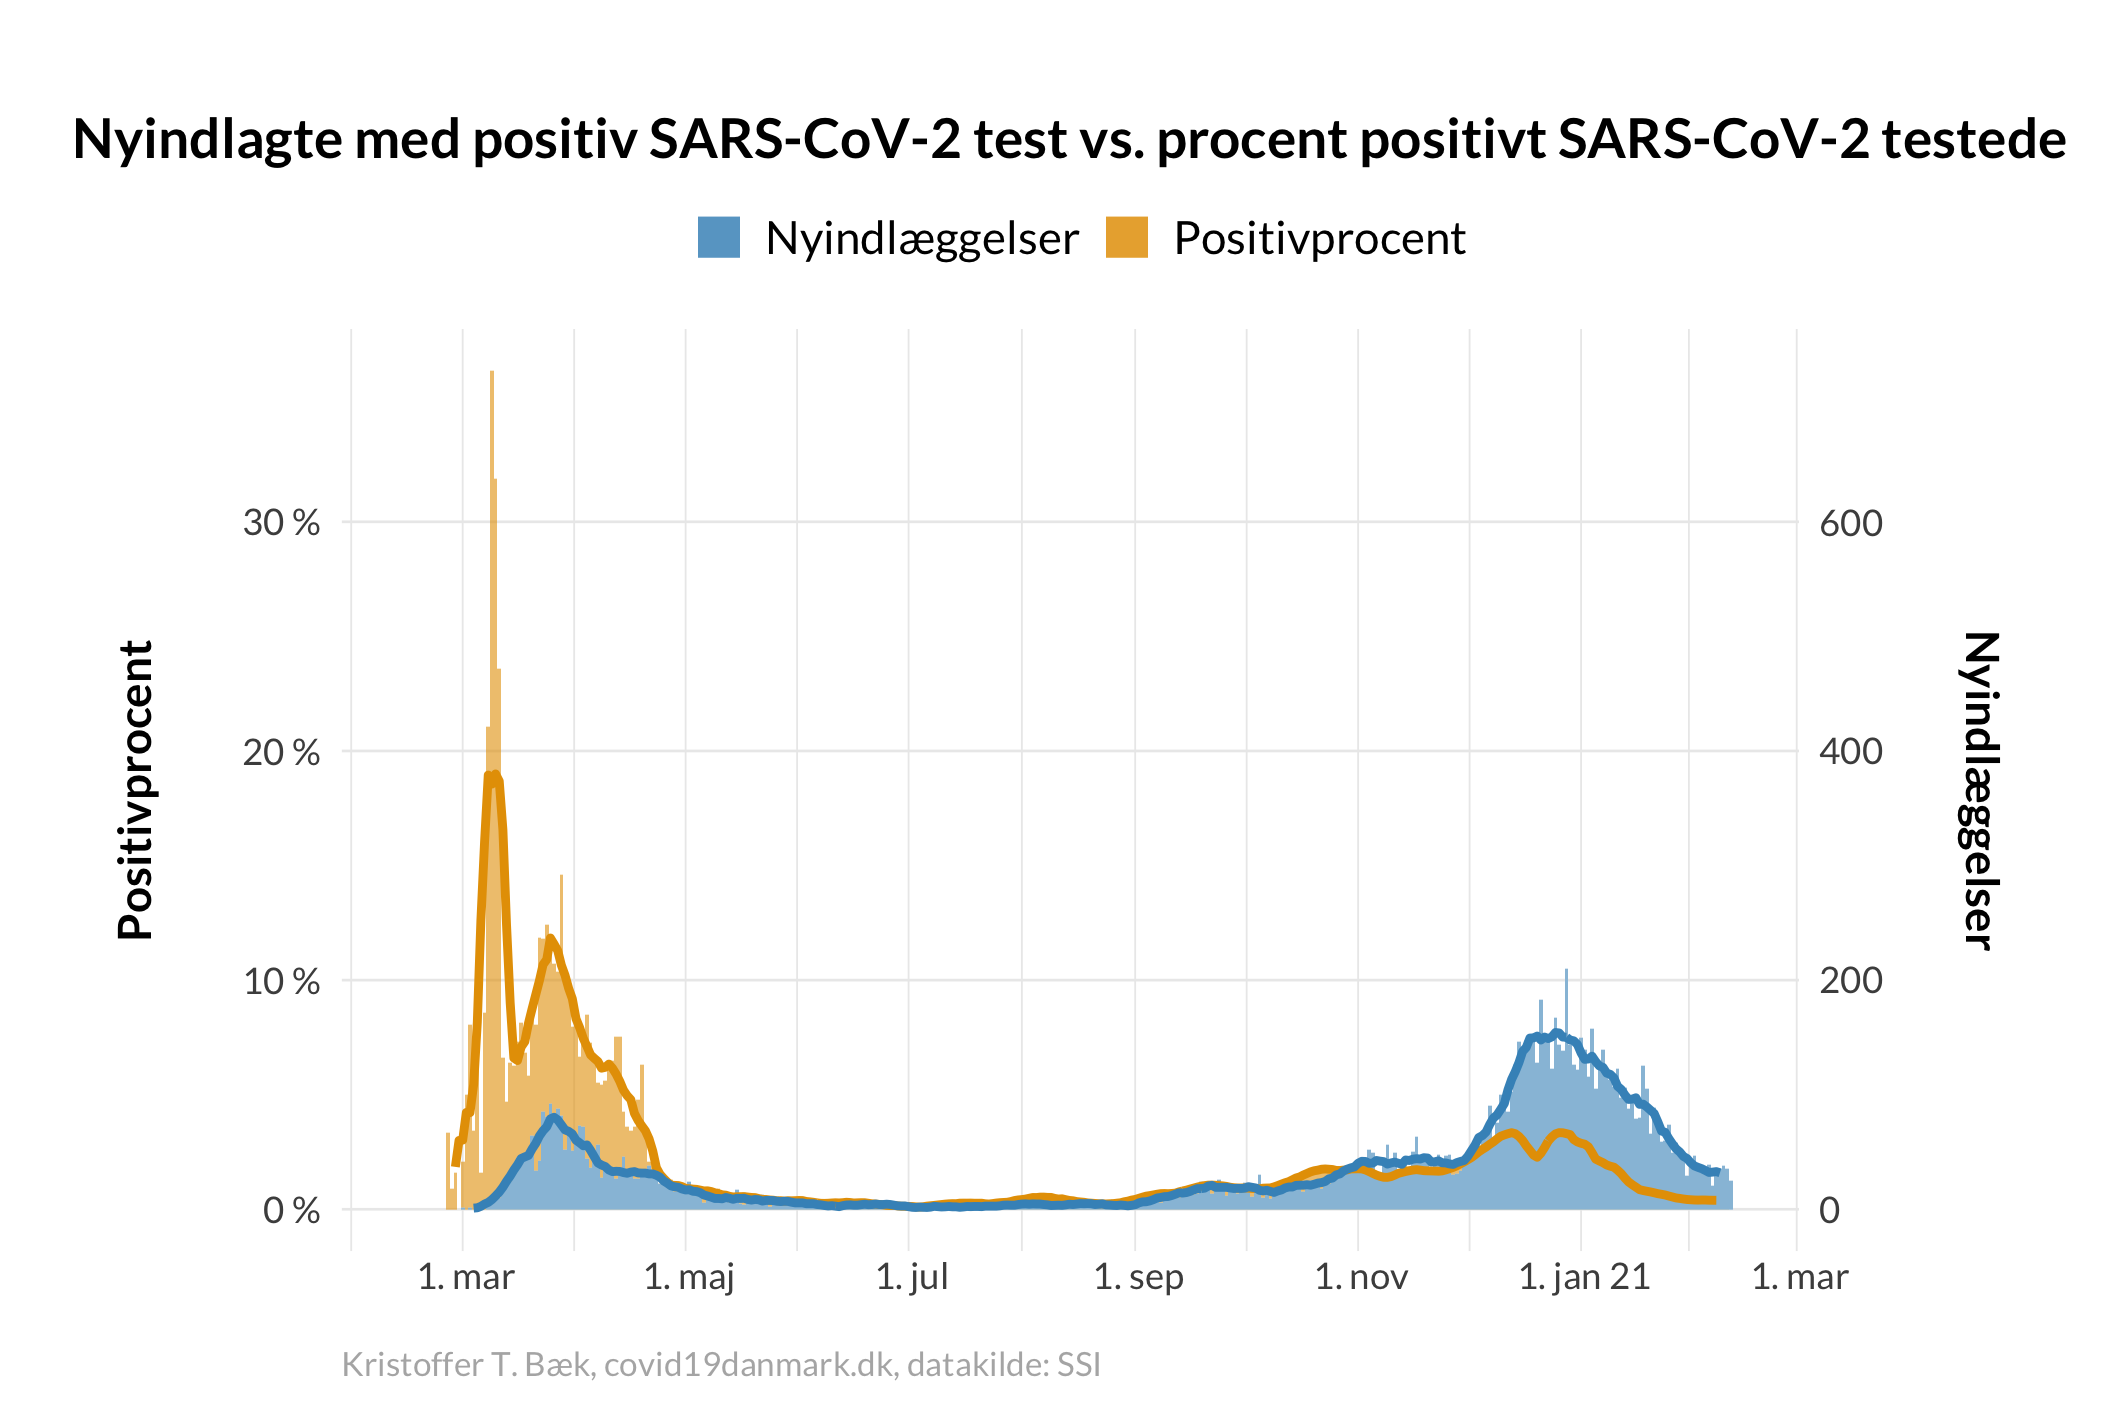 Nyindlagte med positiv SARS-CoV-2 test vs. procent positivt SARS-CoV-2 testede
Nyindlæggelser Positivprocent
Positivprocent
30 %
20 %
10 %
0 %
600
400
200
0
Nyindlæggelser
1. mar 1. maj 1. jul 1. sep 1. nov 1. jan 21 1. mar
Kristoffer T. Bæk, covid19danmark.dk, datakilde: SSI